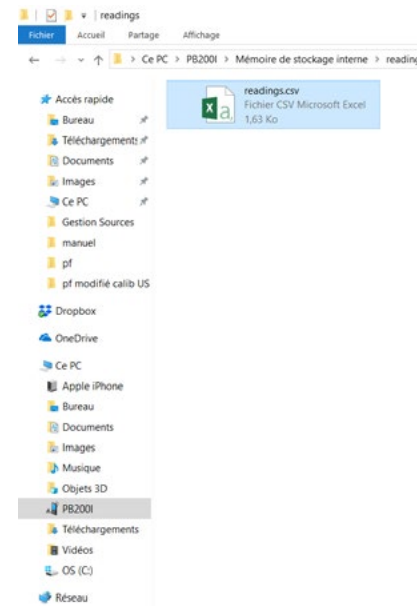 readings
Fichier Accueil Partage Affichage
> Ce PC > PB200I > Mémoire de stockage interne > reading
Accès rapide
Bureau
Téléchargements
Documents
Images
Ce PC
Gestion Sources
manuel
pf
pf modifié calib US
Dropbox
OneDrive
Ce PC
Apple iPhone
Bureau
Documents
Images
Musique
Objets 3D
PB200I
Téléchargements
Vidéos
OS (C:)
Réseau
readings.csv
Fichier CSV Microsoft Excel
1,63 Ko